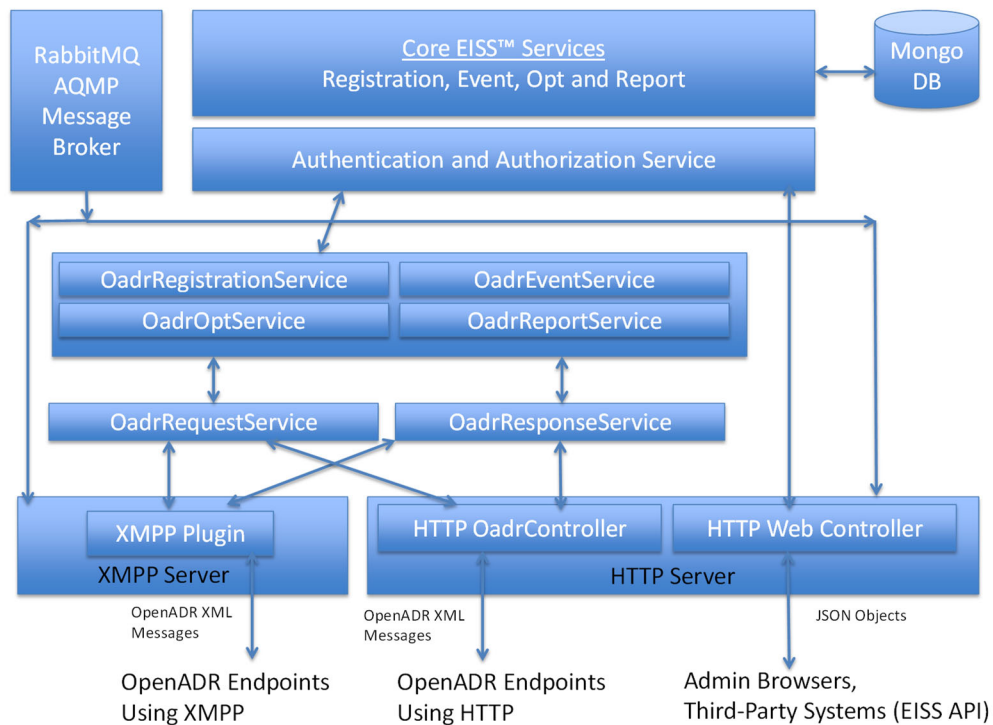 RabbitMQ
AQMP
Message
Broker
Core EISS™ Services
Registration, Event, Opt and Report
Mongo
DB
Authentication and Authorization Service
OadrRegistrationService
OadrEventService
OadrOptService
OadrReportService
OadrRequestService
OadrResponseService
XMPP Plugin
XMPP Server
HTTP OadrController
HTTP Web Controller
HTTP Server
OpenADR XML
Messages
OpenADR XML
Messages
JSON Objects
OpenADR Endpoints
Using XMPP
OpenADR Endpoints
Using HTTP
Admin Browsers,
Third-Party Systems (EISS API)